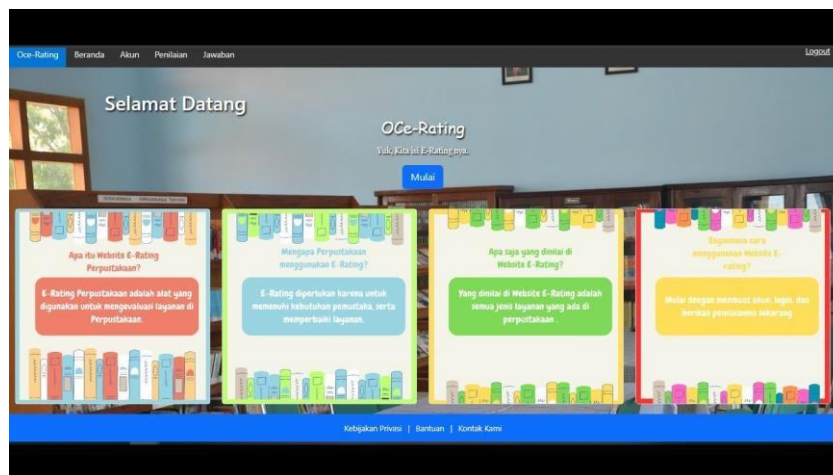 Oce-Rating Beranda Akun Penilaian Jawaban Logout
Selamat Datang
OCe-Rating
Yuk, Kita isi E-Rating nya.
Mulai
Apa itu Website E-Rating
Perpustakaan?
E-Rating Perpustakaan adalah alat yang
digunakan untuk mengevaluasi layanan di
Perpustakaan.
Mengapa Perpustakaan
menggunakan E-Rating?
E-Rating diperlukan karena untuk
memenuhi kebutuhan pemustaka, serta
memperbaiki layanan.
Apa saja yang dinilai di
Website E-Rating?
Yang dinilai di Website E-Rating adalah
semua jenis layanan yang ada di
perpustakaan .
Bagaimana cara
menggunakan Website E-
rating?
Mulai dengan membuat akun, login, dan
berikan penilaianmu sekarang
Kebijakan Privasi | Bantuan | Kontak Kami